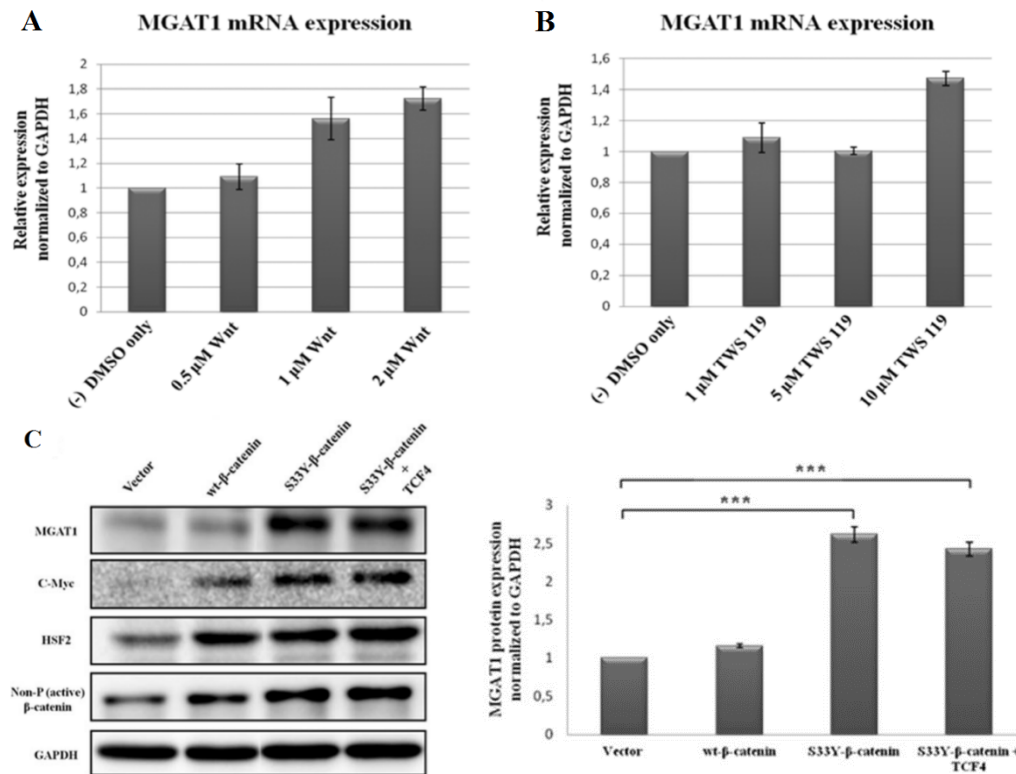 A
MGAT1 mRNA expression
Relative expression
normalized to GAPDH
2
1,8
1,6
1,4
1,2
1
0,8
0,6
0,4
0,2
0
(-) DMSO only
0.5 µM Wnt
1 µM Wnt
2 µM Wnt
B
MGAT1 mRNA expression
Relative expression
normalized to GAPDH
1,6
1,4
1,2
1
0,8
0,6
0,4
0,2
0
(-) DMSO only
1 µM TWS 119
5 µM TWS 119
10 µM TWS 119
C
Vector
wt-β-catenin
S33Y-β-catenin
S33Y-β-catenin
+
TCF4
MGAT1
C-Myc
HSF2
Non-P (active)
β-catenin
GAPDH
MGAT1 protein expression
normalized to GAPDH
3
2,5
2
1,5
1
0,5
0
***
***
Vector
wt-β-catenin
S33Y-β-catenin
S33Y-β-catenin +
TCF4